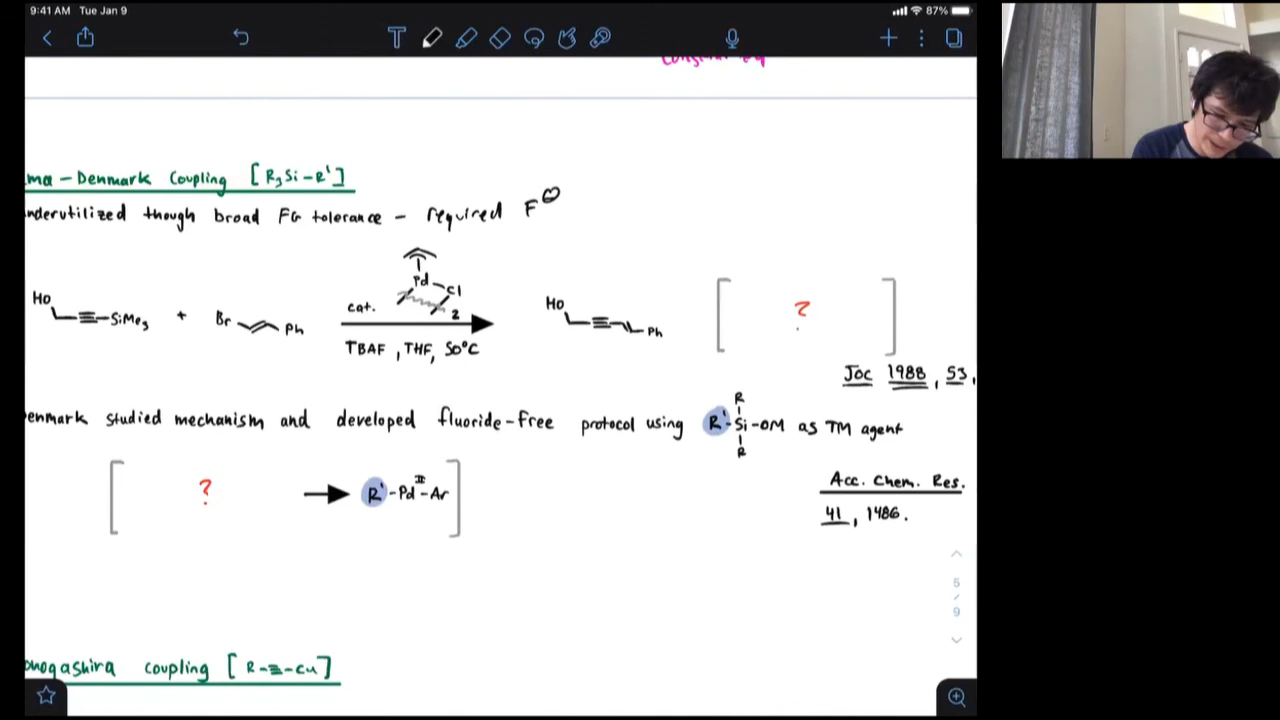 9:41 AM Tue Jan 9
87%
ma - Denmark Coupling [R₃Si-R']
nderutilized though broad FG tolerance - required F⊖
HO
SiMe₃
+
Br
Ph
cat.
Pd
Cl
2
TBAF, THF, 50°C
HO
Ph
[ ? ]
JOC 1988, 53,
enmark studied mechanism and developed fluoride-free protocol using R'-Si-OM as TM agent
R
R
[ ? → R'-Pd^II-Ar ]
Acc. Chem. Res.
41, 1486.
5
9
onogashira coupling [R-≡-Cu]